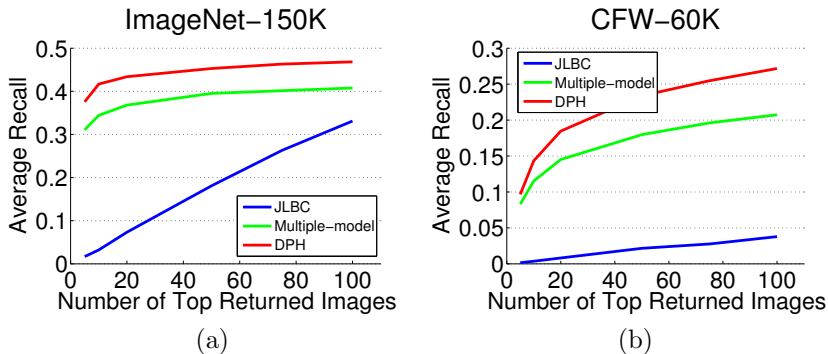 ImageNet−150K
0.5
0.4
0.3
0.2
0.1
0
Average Recall
JLBC
Multiple−model
DPH
0 20 40 60 80 100
Number of Top Returned Images
(a)
CFW−60K
0.3
0.25
0.2
0.15
0.1
0.05
0
Average Recall
JLBC
Multiple−model
DPH
0 20 40 60 80 100
Number of Top Returned Images
(b)